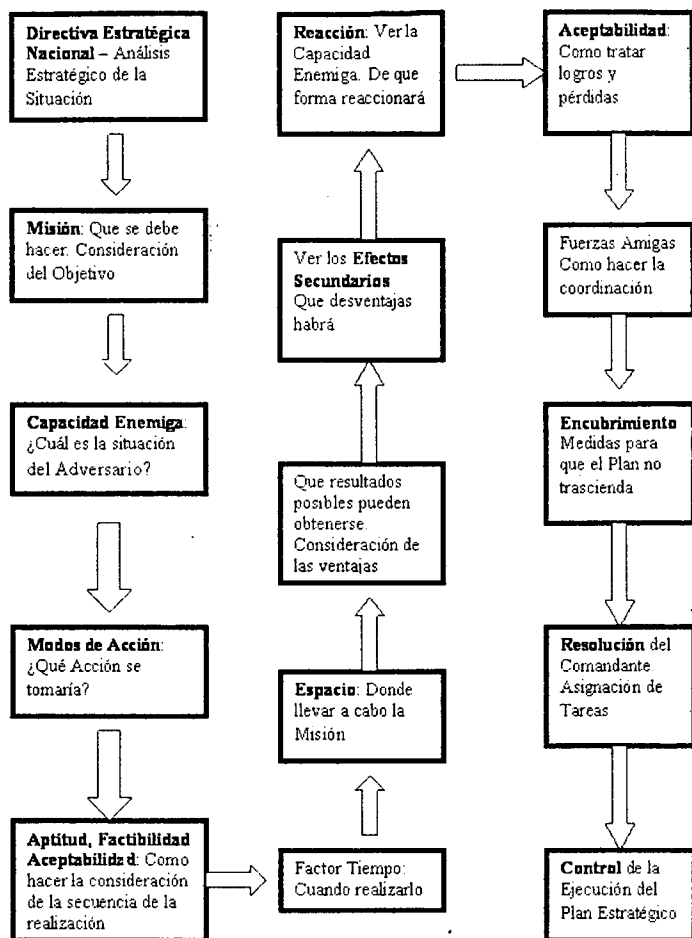 Directiva Estratégica
Nacional – Análisis
Estratégico de la
Situación
Misión: Que se debe
hacer. Consideración
del Objetivo
Capacidad Enemiga:
¿Cuál es la situación
del Adversario?
Modos de Acción:
¿Qué Acción se
tomaría?
Aptitud, Factibilidad
Aceptabilidad: Como
hacer la consideración
de la secuencia de la
realización
Factor Tiempo:
Cuando realizarlo
Espacio: Donde
llevar a cabo la
Misión
Que resultados
posibles pueden
obtenerse.
Consideración de
las ventajas
Ver los Efectos
Secundarios
Que desventajas
habrá
Reacción: Ver la
Capacidad
Enemiga. De que
forma reaccionará
Aceptabilidad:
Como tratar
logros y
pérdidas
Fuerzas Amigas
Como hacer la
coordinación
Encubrimiento
Medidas para
que el Plan no
trascienda
Resolución del
Comandante
Asignación de
Tareas
Control de la
Ejecución del
Plan Estratégico